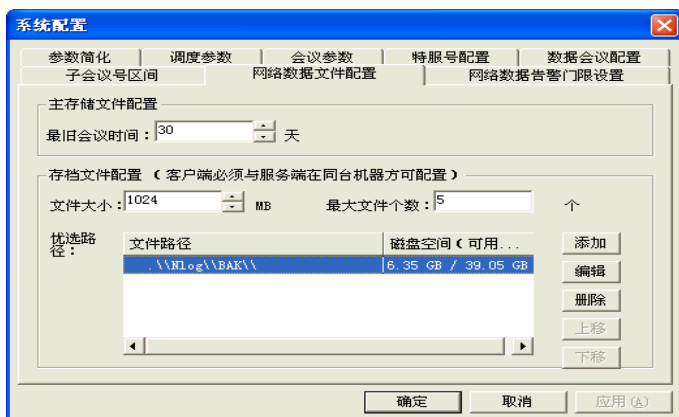 系统配置
参数简化 调度参数 会议参数 特服号配置 数据会议配置
子会议号区间 网络数据文件配置 网络数据告警门限设置
主存储文件配置
最旧会议时间：30 天
存档文件配置 （客户端必须与服务端在同台机器方可配置）
文件大小：1024 MB 最大文件个数：5 个
优选路径：
文件路径 磁盘空间（可用...
.\\Nlog\\BAK\\ 6.35 GB / 39.05 GB
添加
编辑
删除
上移
下移
确定 取消 应用(A)